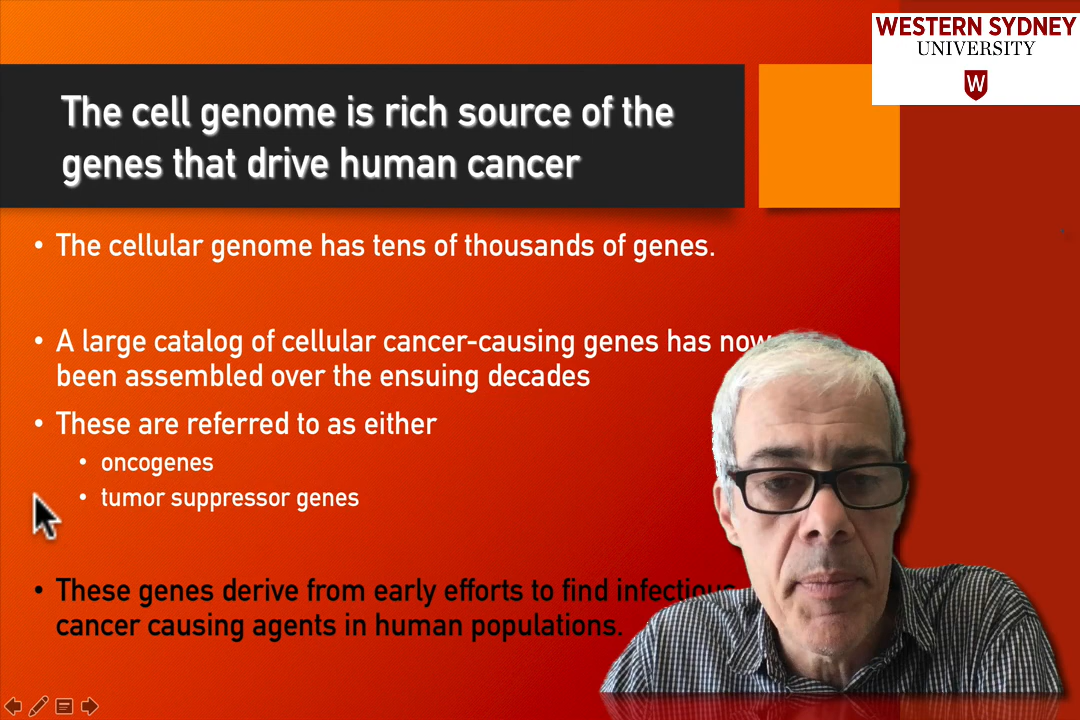 WESTERN SYDNEY
UNIVERSITY
W
The cell genome is rich source of the
genes that drive human cancer
• The cellular genome has tens of thousands of genes.
• A large catalog of cellular cancer-causing genes has now
been assembled over the ensuing decades
• These are referred to as either
• oncogenes
• tumor suppressor genes
• These genes derive from early efforts to find infectious
cancer causing agents in human populations.